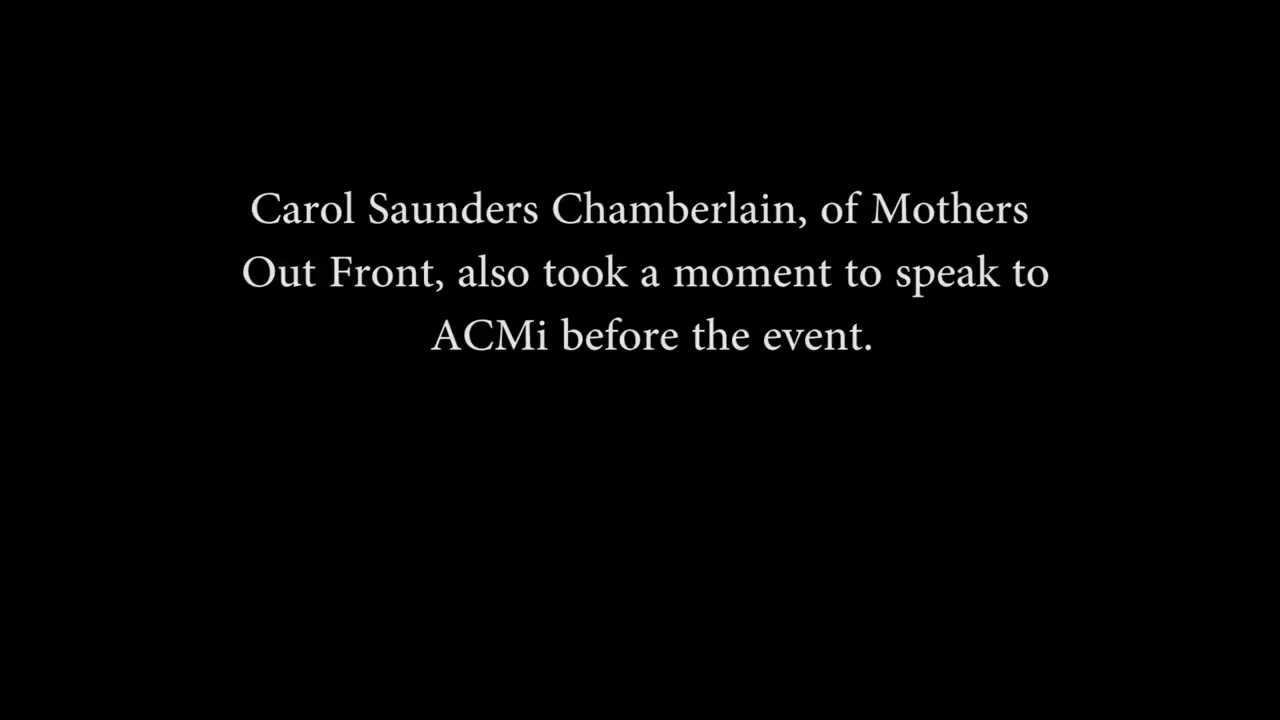 Carol Saunders Chamberlain, of Mothers
Out Front, also took a moment to speak to
ACMi before the event.